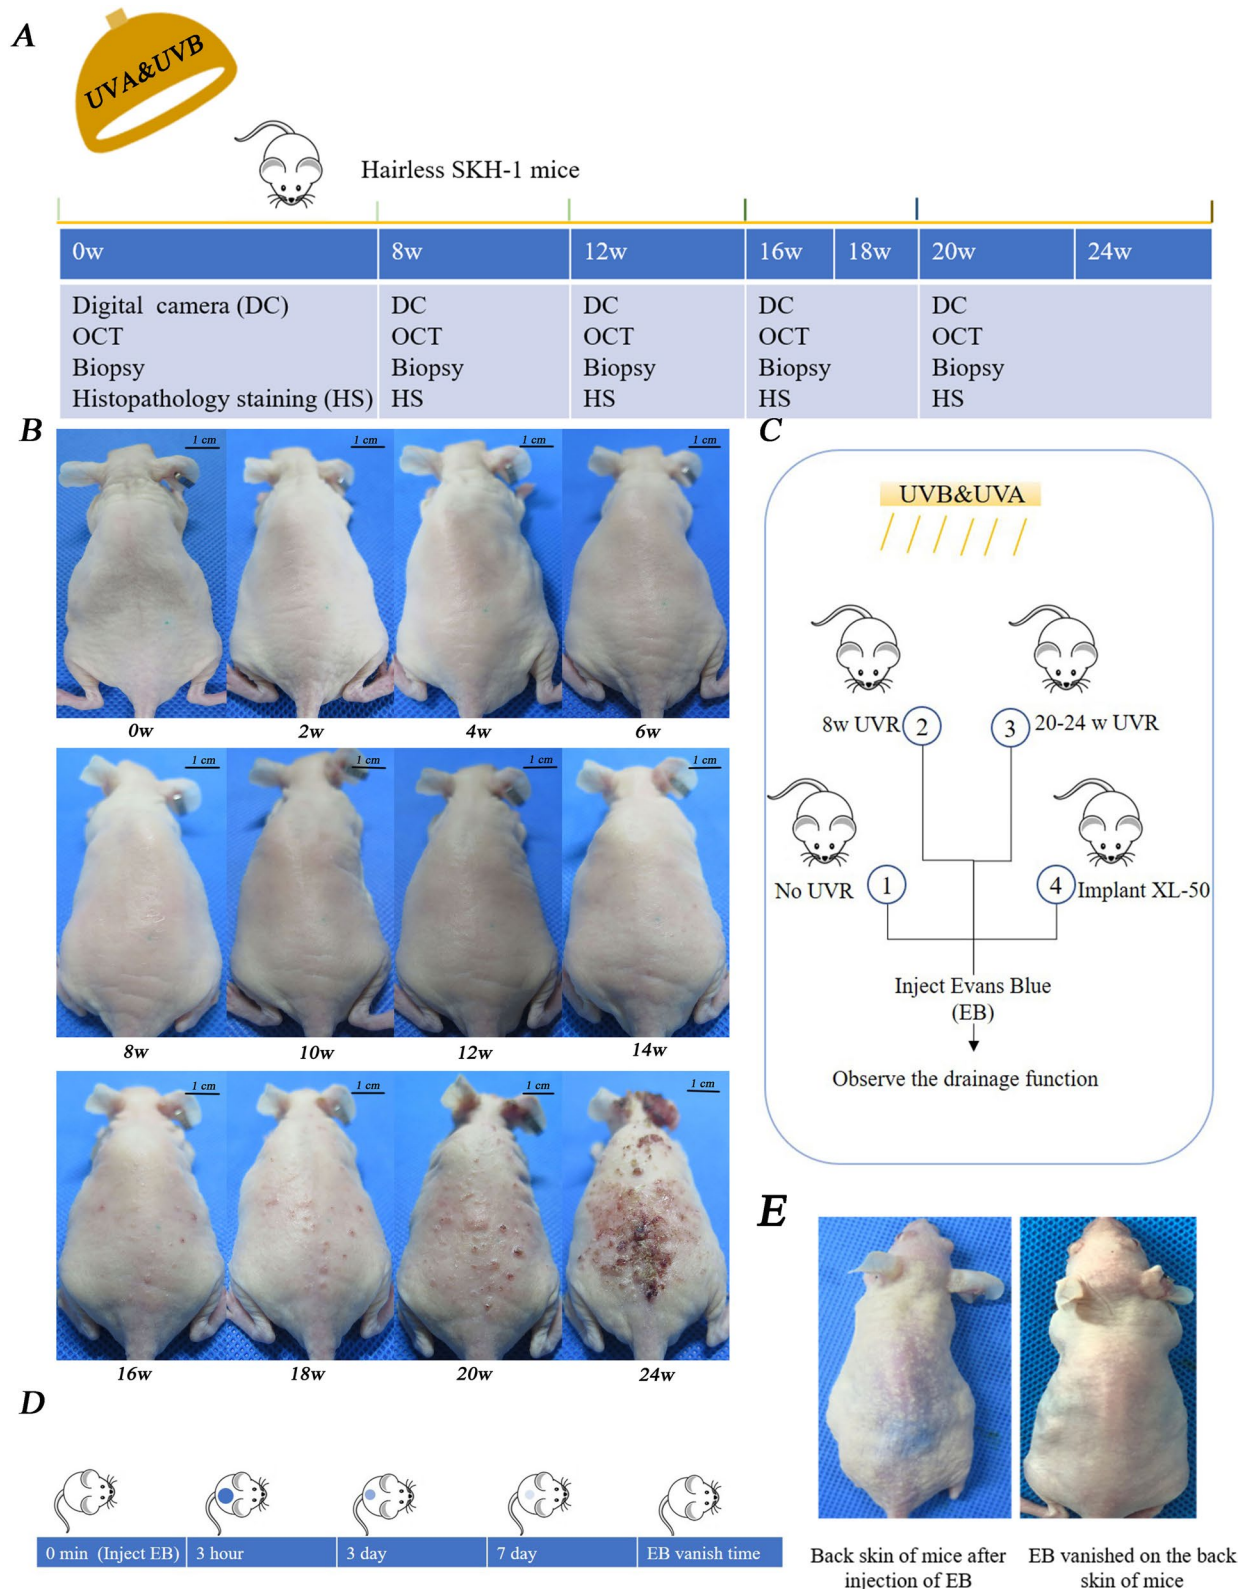 A
UVA&UVB
Hairless SKH-1 mice
0w 8w 12w 16w 18w 20w 24w
Digital camera (DC) DC DC DC DC
OCT OCT OCT OCT OCT
Biopsy Biopsy Biopsy Biopsy Biopsy
Histopathology staining (HS) HS HS HS HS
B
1 cm 1 cm 1 cm 1 cm
0w 2w 4w 6w
1 cm 1 cm 1 cm 1 cm
8w 10w 12w 14w
1 cm 1 cm 1 cm 1 cm
16w 18w 20w 24w
C
UVB&UVA
8w UVR 2 3 20-24 w UVR
No UVR 1 4 Implant XL-50
Inject Evans Blue
(EB)
Observe the drainage function
D
0 min (Inject EB) 3 hour 3 day 7 day EB vanish time
E
Back skin of mice after
injection of EB
EB vanished on the back
skin of mice